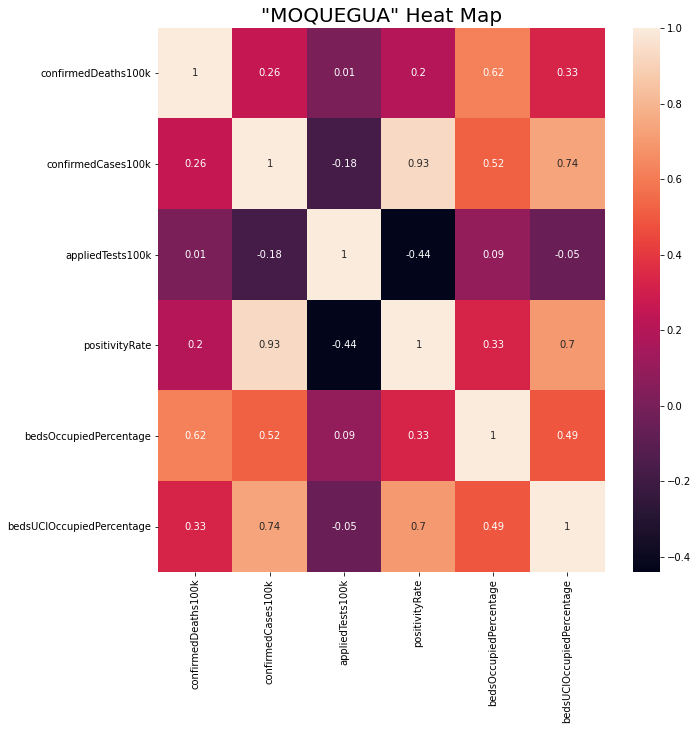 "MOQUEGUA" Heat Map
confirmedDeaths100k 1 0.26 0.01 0.2 0.62 0.33
confirmedCases100k 0.26 1 -0.18 0.93 0.52 0.74
appliedTests100k 0.01 -0.18 1 -0.44 0.09 -0.05
positivityRate 0.2 0.93 -0.44 1 0.33 0.7
bedsOccupiedPercentage 0.62 0.52 0.09 0.33 1 0.49
bedsUCIOccupiedPercentage 0.33 0.74 -0.05 0.7 0.49 1
confirmedDeaths100k
confirmedCases100k
appliedTests100k
positivityRate
bedsOccupiedPercentage
bedsUCIOccupiedPercentage
1.0
0.8
0.6
0.4
0.2
0.0
−0.2
−0.4